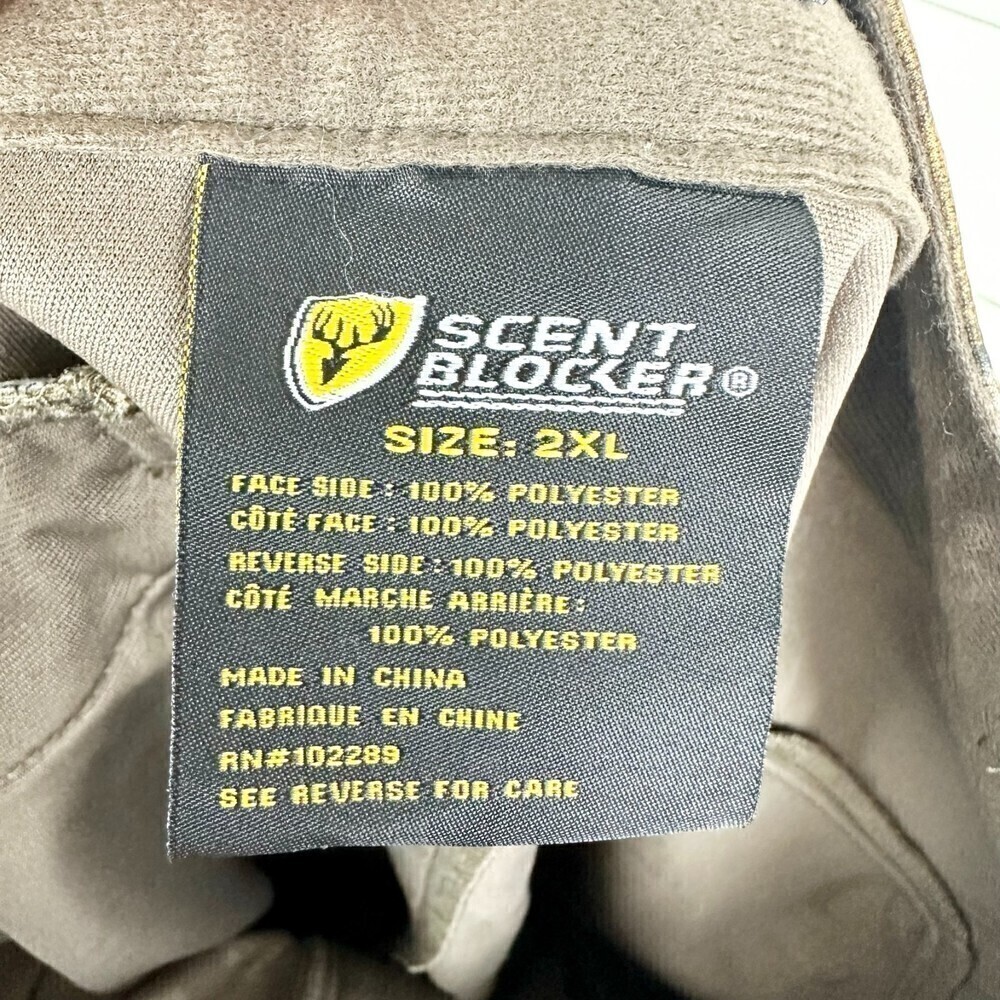 SCENT
BLOCKER®
SIZE: 2XL
FACE SIDE : 100% POLYESTER
CÔTÉ FACE : 100% POLYESTER
REVERSE SIDE : 100% POLYESTER
CÔTÉ MARCHE ARRIÈRE :
100% POLYESTER
MADE IN CHINA
FABRIQUE EN CHINE
RN#102289
SEE REVERSE FOR CARE